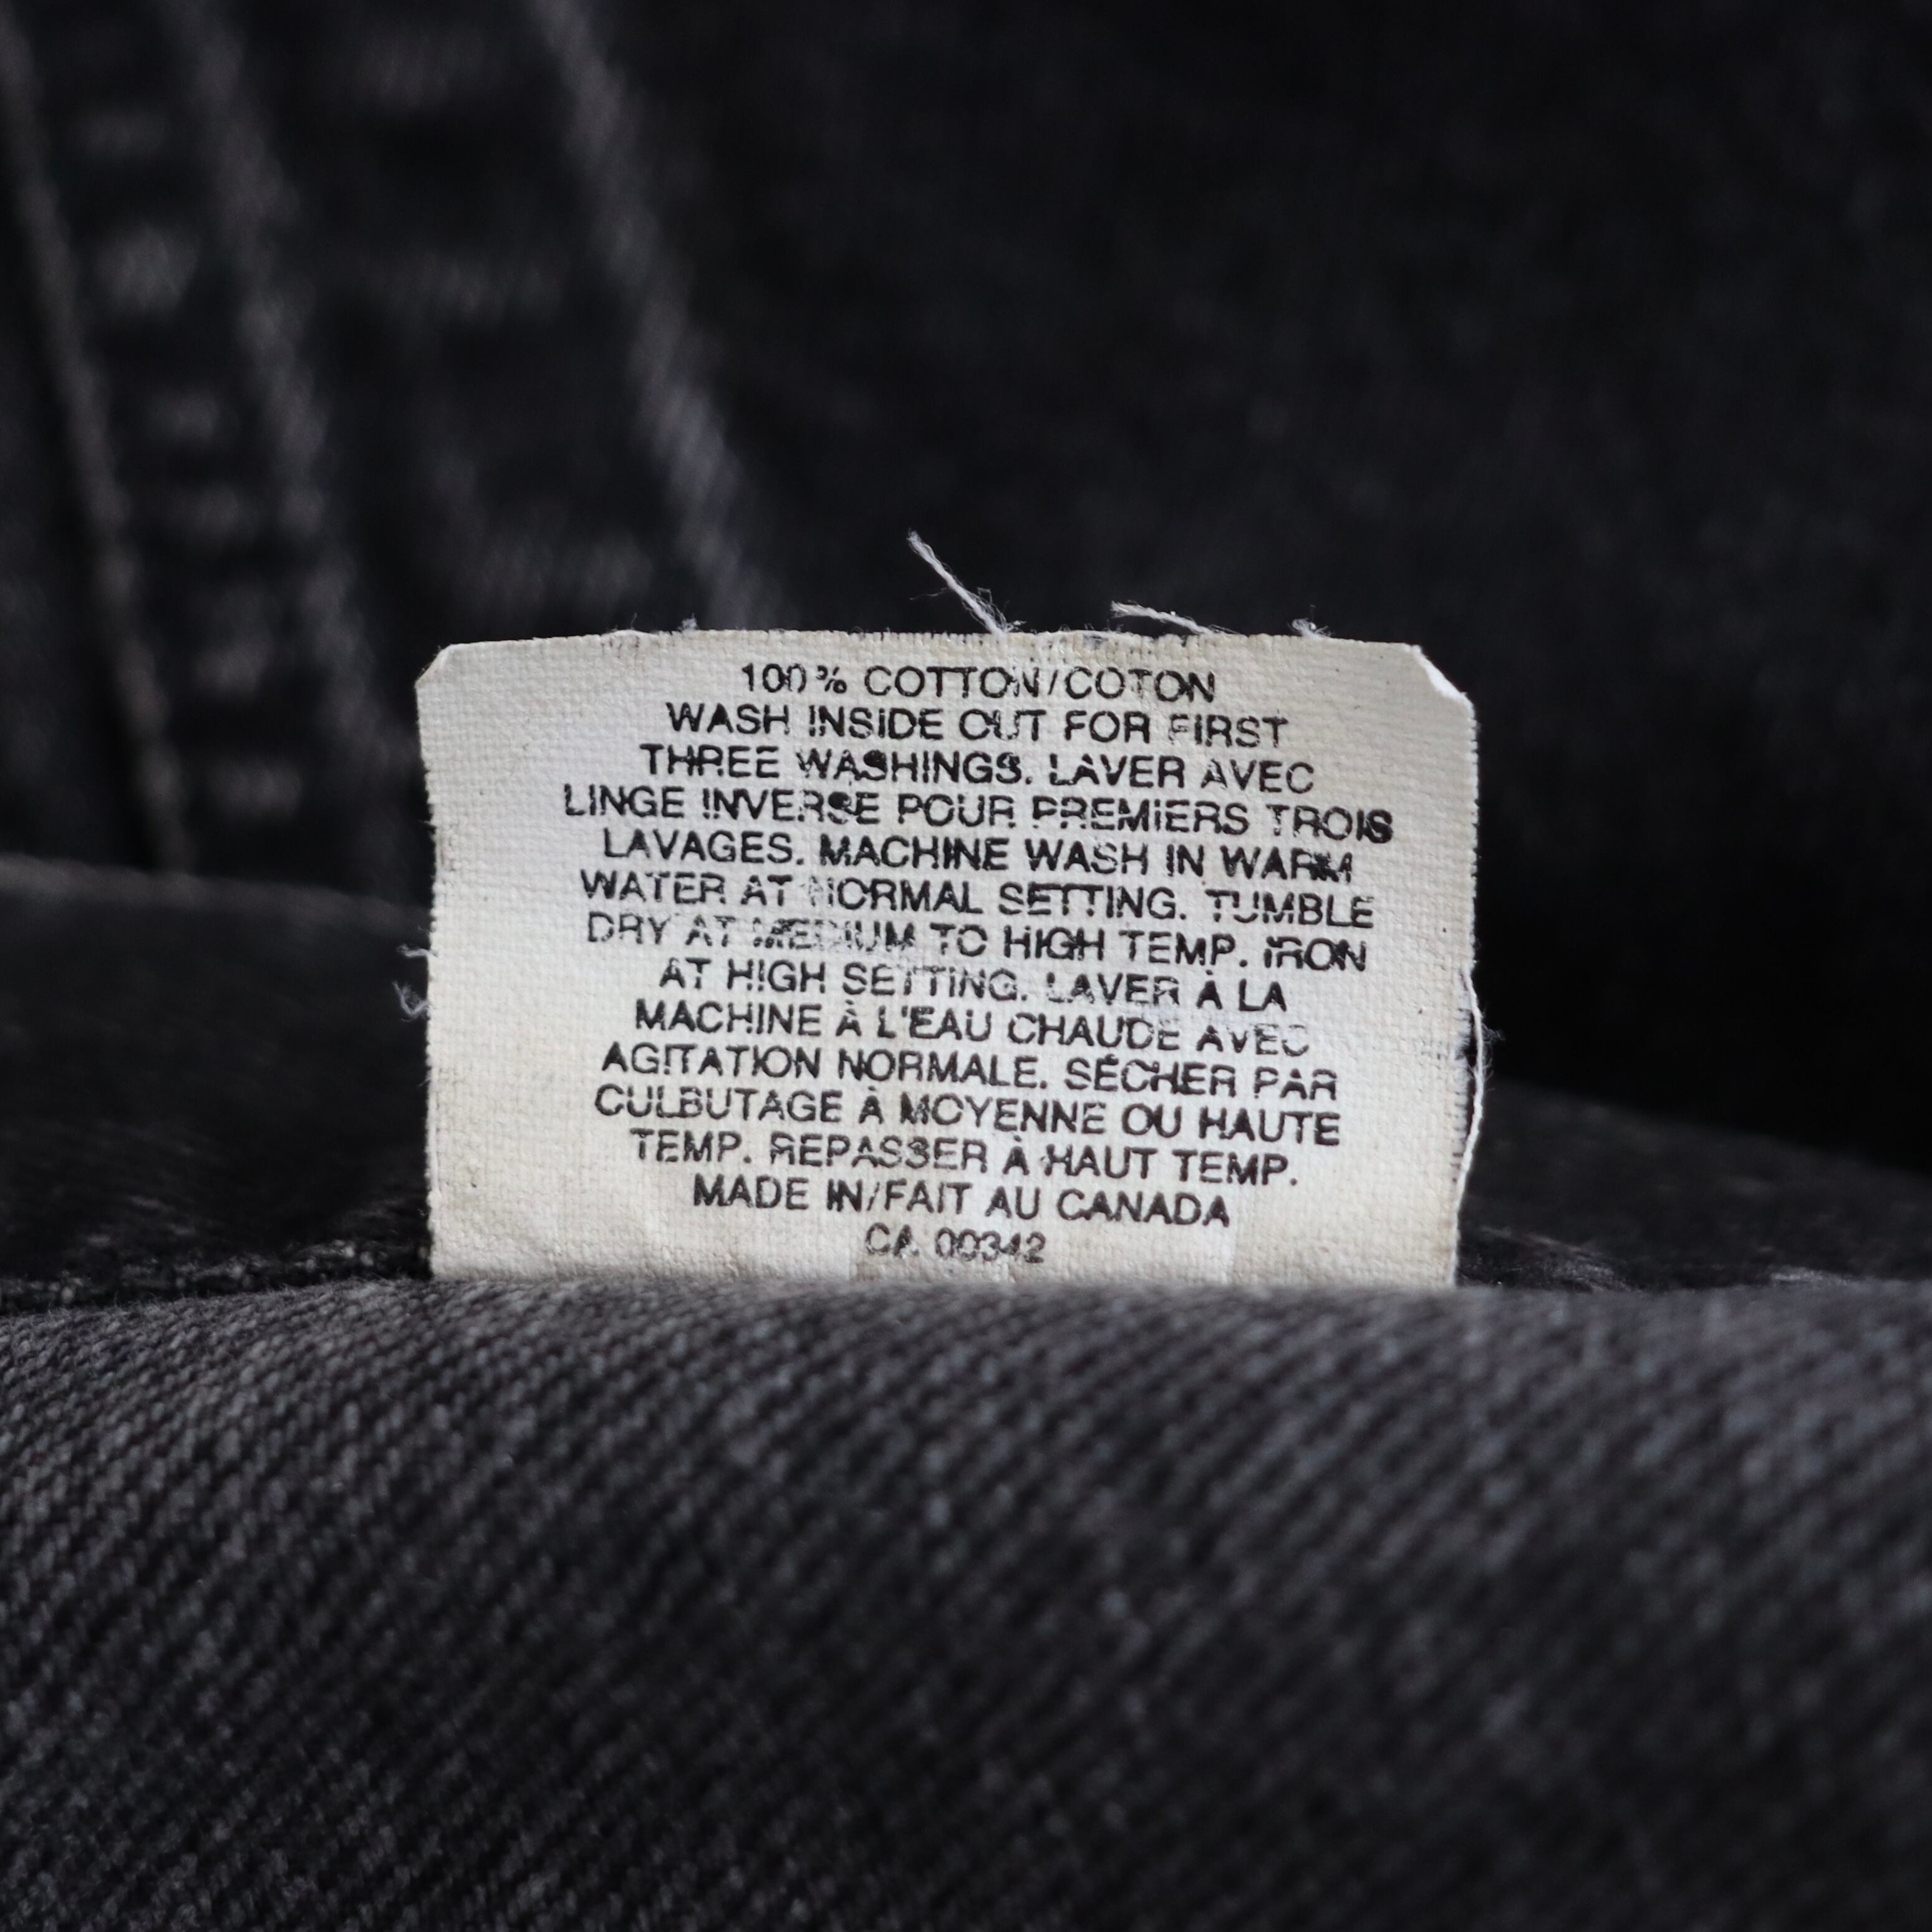 100% COTTON/COTON
WASH INSIDE OUT FOR FIRST
THREE WASHINGS. LAVER AVEC
LINGE INVERSE POUR PREMIERS TROIS
LAVAGES. MACHINE WASH IN WARM
WATER AT NORMAL SETTING. TUMBLE
DRY AT MEDIUM TO HIGH TEMP. IRON
AT HIGH SETTING. LAVER À LA
MACHINE À L'EAU CHAUDE AVEC
AGITATION NORMALE. SÉCHER PAR
CULBUTAGE À MOYENNE OU HAUTE
TEMP. REPASSER À HAUT TEMP.
MADE IN/FAIT AU CANADA
CA 00342